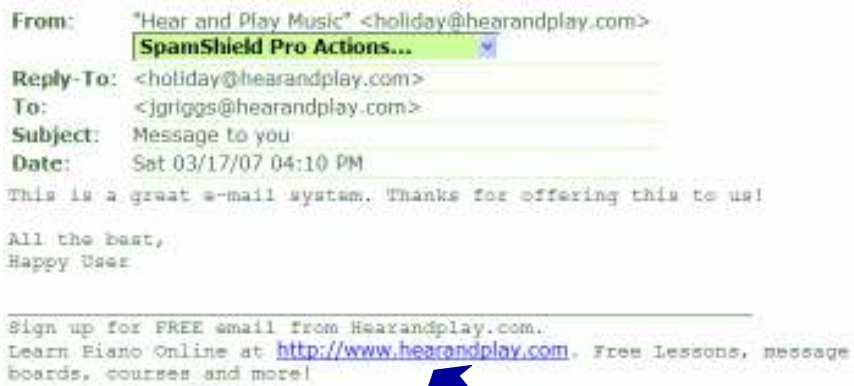 From: "Hear and Play Music" <holiday@hearandplay.com>
SpamShield Pro Actions...
Reply-To: <holiday@hearandplay.com>
To: <jgriggs@hearandplay.com>
Subject: Message to you
Date: Sat 03/17/07 04:10 PM
This is a great e-mail system. Thanks for offering this to us!
All the best,
Happy User
Sign up for FREE email from Hearandplay.com.
Learn Piano Online at http://www.hearandplay.com. Free Lessons, message
boards, courses and more!